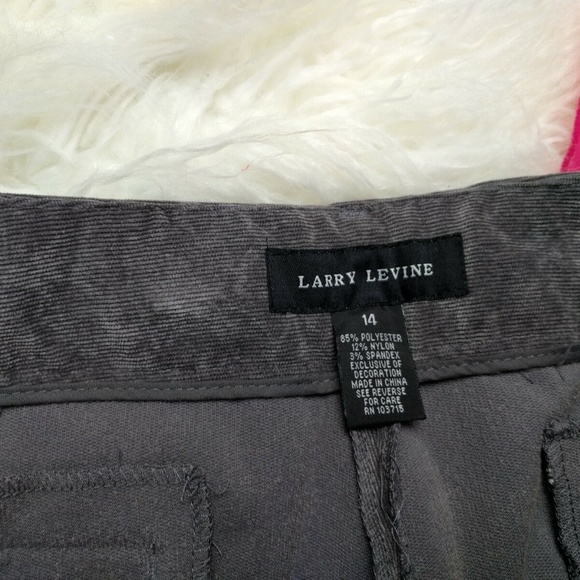 LARRY LEVINE
14
85% POLYESTER
12% NYLON
3% SPANDEX
EXCLUSIVE OF
DECORATION
MADE IN CHINA
SEE REVERSE
FOR CARE
RN 103715